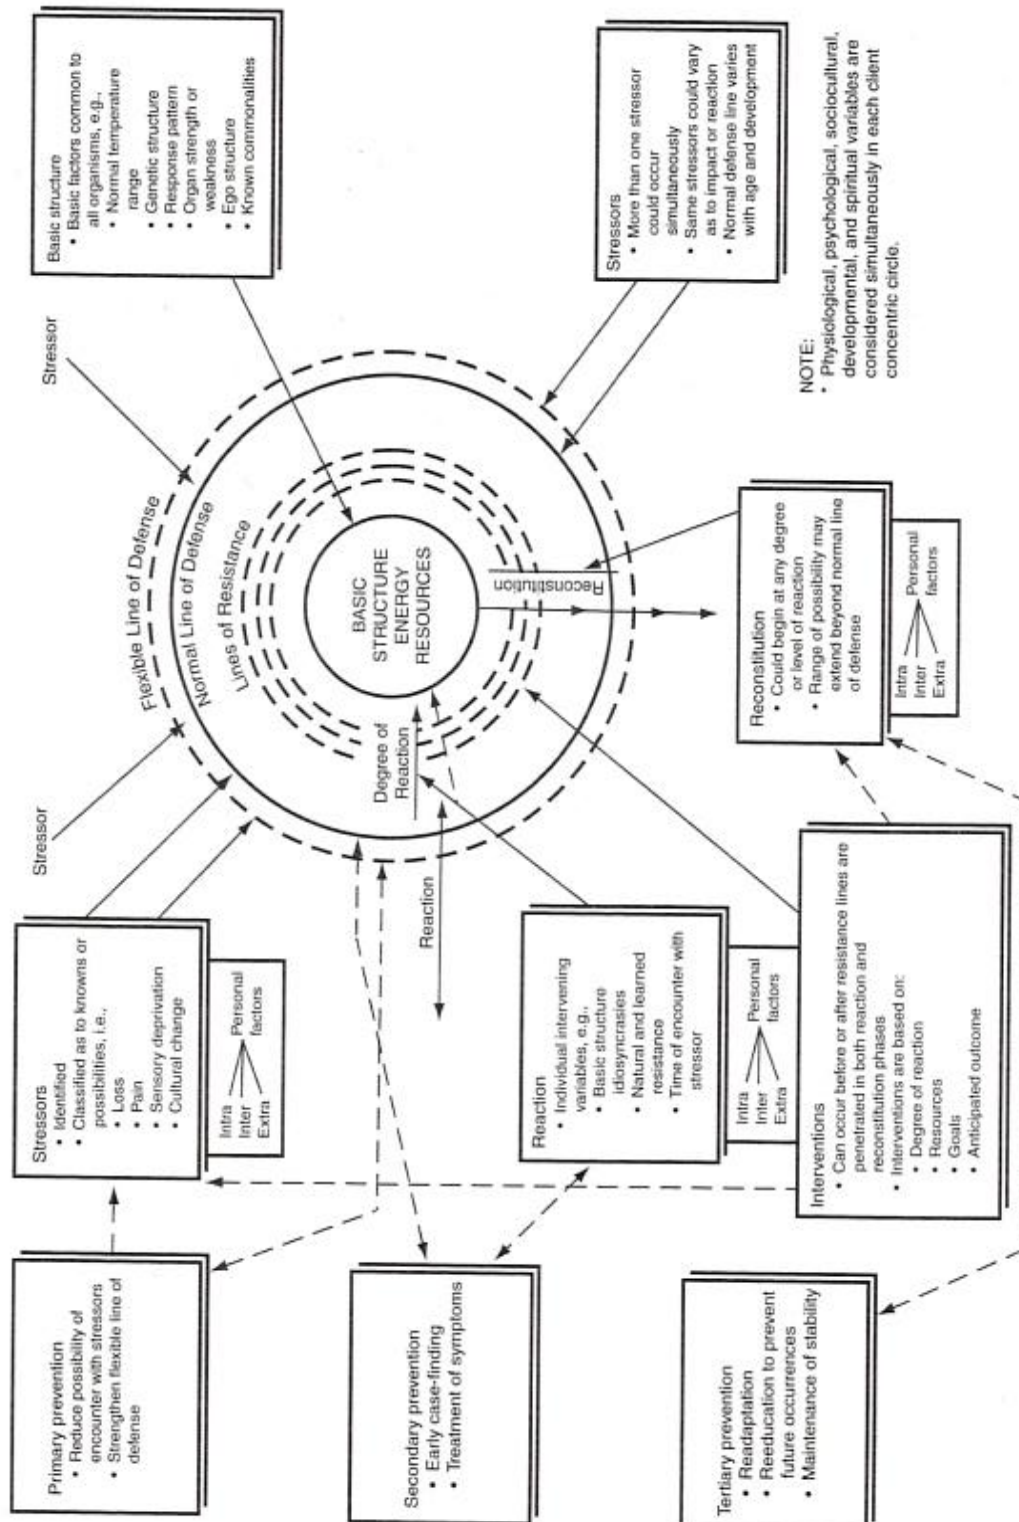 Primary prevention
• Reduce possibility of
encounter with stressors
• Strengthen flexible line of
defense
Secondary prevention
• Early case-finding
• Treatment of symptoms
Tertiary prevention
• Readaptation
• Reeducation to prevent
future occurrences
• Maintenance of stability
Stressors
• Identified
• Classified as to knowns or
possibilities, i.e.,
• Loss
• Pain
• Sensory deprivation
• Cultural change
Intra
Inter
Extra
Personal
factors
Reaction
• Individual intervening
variables, e.g.,
• Basic structure
idiosyncrasies
• Natural and learned
resistance
• Time of encounter with
stressor
Intra
Inter
Extra
Personal
factors
Interventions
• Can occur before or after resistance lines are
penetrated in both reaction and
reconstitution phases
• Interventions are based on:
• Degree of reaction
• Resources
• Goals
• Anticipated outcome
Stressor
Stressor
Flexible Line of Defense
Normal Line of Defense
Lines of Resistance
BASIC
STRUCTURE
ENERGY
RESOURCES
Degree of
Reaction
Reaction
Reconstitution
Reconstitution
• Could begin at any degree
or level of reaction
• Range of possibility may
extend beyond normal line
of defense
Intra
Inter
Extra
Personal
factors
Basic structure
• Basic factors common to
all organisms, e.g.,
• Normal temperature
range
• Genetic structure
• Response pattern
• Organ strength or
weakness
• Ego structure
• Known commonalities
Stressors
• More than one stressor
could occur
simultaneously
• Same stressors could vary
as to impact or reaction
• Normal defense line varies
with age and development
NOTE:
* Physiological, psychological, sociocultural,
developmental, and spiritual variables are
considered simultaneously in each client
concentric circle.